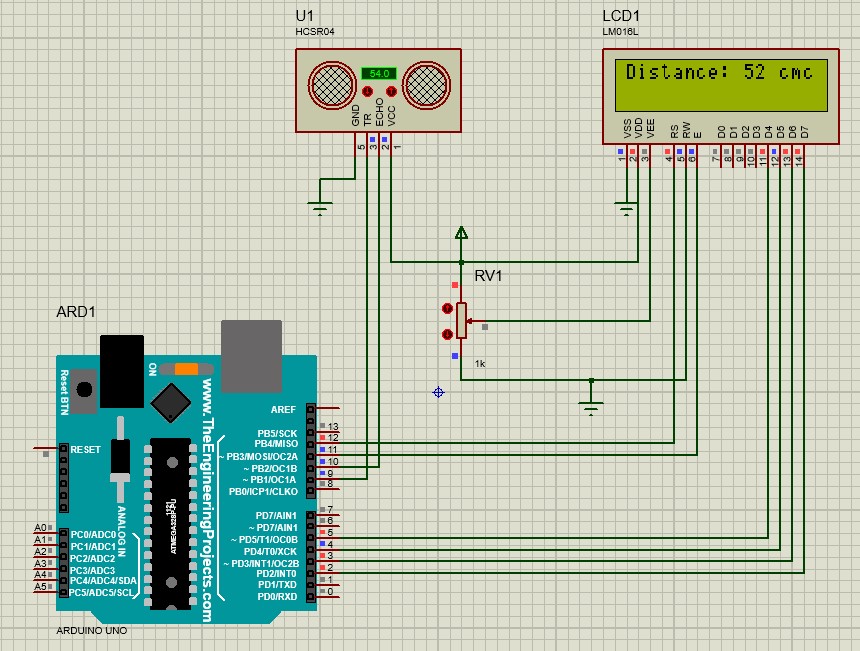 U1
HCSR04
54.0
GND
TR
ECHO
VCC
5
3
2
1
LCD1
LM016L
Distance: 52 cmc
VSS
VDD
VEE
RS
RW
E
D0
D1
D2
D3
D4
D5
D6
D7
1
2
3
4
5
6
7
8
9
10
11
12
13
14
RV1
1k
ARD1
Reset BTN
ON
www.TheEngineeringProjects.com
ANALOG IN
ATMEGA328P-PU
1121
RESET
A0
PC0/ADC0
A1
PC1/ADC1
A2
PC2/ADC2
A3
PC3/ADC3
A4
PC4/ADC4/SDA
A5
PC5/ADC5/SCL
AREF
PB5/SCK
13
PB4/MISO
12
~ PB3/MOSI/OC2A
11
~ PB2/OC1B
10
~ PB1/OC1A
9
PB0/ICP1/CLKO
8
PD7/AIN1
7
~ PD7/AIN1
6
~ PD5/T1/OC0B
5
PD4/T0/XCK
4
~ PD3/INT1/OC2B
3
PD2/INT0
2
PD1/TXD
1
PD0/RXD
0
ARDUINO UNO